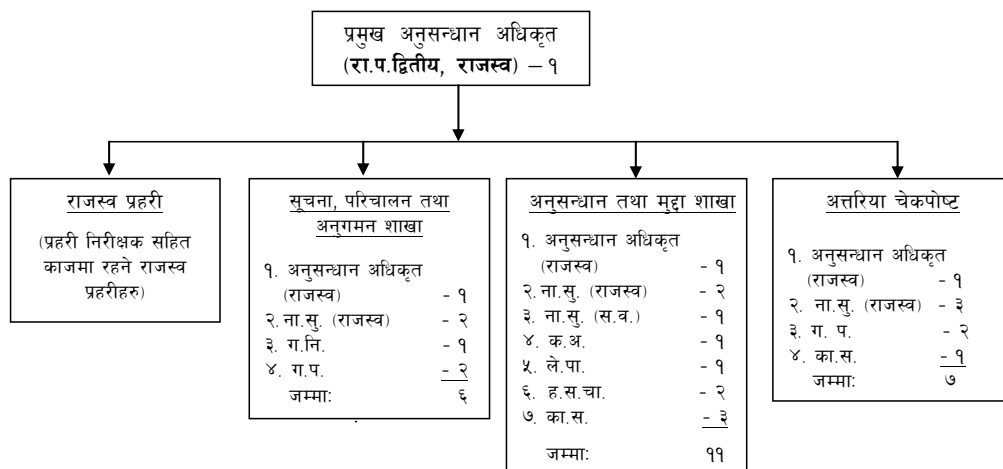 प्रमुख अनुसन्धान अधिकृत
(रा.प.द्वितीय, राजस्व) – १
राजस्व प्रहरी
(प्रहरी निरीक्षक सहित
काजमा रहने राजस्व
प्रहरीहरु)
सूचना, परिचालन तथा
अनुगमन शाखा
१. अनुसन्धान अधिकृत
(राजस्व) - १
२. ना.सु. (राजस्व) - २
३. ग.नि. - १
४. ग.प. - २
जम्मा: ६
अनुसन्धान तथा मुद्दा शाखा
१. अनुसन्धान अधिकृत
(राजस्व) - १
२. ना.सु. (राजस्व) - २
३. ना.सु. (स.व.) - १
४. क.अ. - १
५. ले.पा. - १
६. ह.स.चा. - २
७. का.स. - ३
जम्मा: ११
अत्तरिया चेकपोष्ट
१. अनुसन्धान अधिकृत
(राजस्व) - १
२. ना.सु. (राजस्व) - ३
३. ग. प. - २
४. का.स. - १
जम्मा: ७